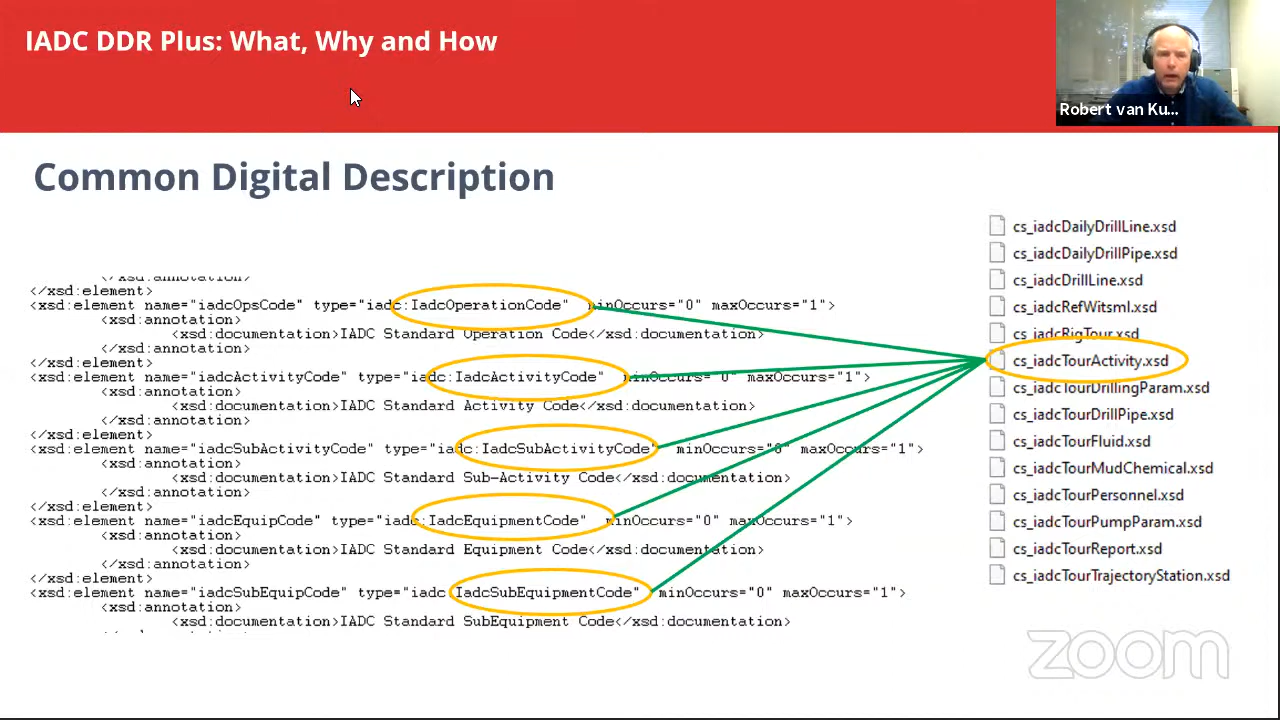 IADC DDR Plus: What, Why and How
Robert van Ku...
Common Digital Description
</xsd:annotation>
</xsd:element>
<xsd:element name="iadcOpsCode" type="iadc:IadcOperationCode" minOccurs="0" maxOccurs="1">
<xsd:annotation>
<xsd:documentation>IADC Standard Operation Code</xsd:documentation>
</xsd:annotation>
</xsd:element>
<xsd:element name="iadcActivityCode" type="iadc:IadcActivityCode" minOccurs="0" maxOccurs="1">
<xsd:annotation>
<xsd:documentation>IADC Standard Activity Code</xsd:documentation>
</xsd:annotation>
</xsd:element>
<xsd:element name="iadcSubActivityCode" type="iadc:IadcSubActivityCode" minOccurs="0" maxOccurs="1">
<xsd:annotation>
<xsd:documentation>IADC Standard Sub-Activity Code</xsd:documentation>
</xsd:annotation>
</xsd:element>
<xsd:element name="iadcEquipCode" type="iadc:IadcEquipmentCode" minOccurs="0" maxOccurs="1">
<xsd:annotation>
<xsd:documentation>IADC Standard Equipment Code</xsd:documentation>
</xsd:annotation>
</xsd:element>
<xsd:element name="iadcSubEquipCode" type="iadc:IadcSubEquipmentCode" minOccurs="0" maxOccurs="1">
<xsd:annotation>
<xsd:documentation>IADC Standard SubEquipment Code</xsd:documentation>
cs_iadcDailyDrillLine.xsd
cs_iadcDailyDrillPipe.xsd
cs_iadcDrillLine.xsd
cs_iadcRefWitsml.xsd
cs_iadcRigTour.xsd
cs_iadcTourActivity.xsd
cs_iadcTourDrillingParam.xsd
cs_iadcTourDrillPipe.xsd
cs_iadcTourFluid.xsd
cs_iadcTourMudChemical.xsd
cs_iadcTourPersonnel.xsd
cs_iadcTourPumpParam.xsd
cs_iadcTourReport.xsd
cs_iadcTourTrajectoryStation.xsd
zoom